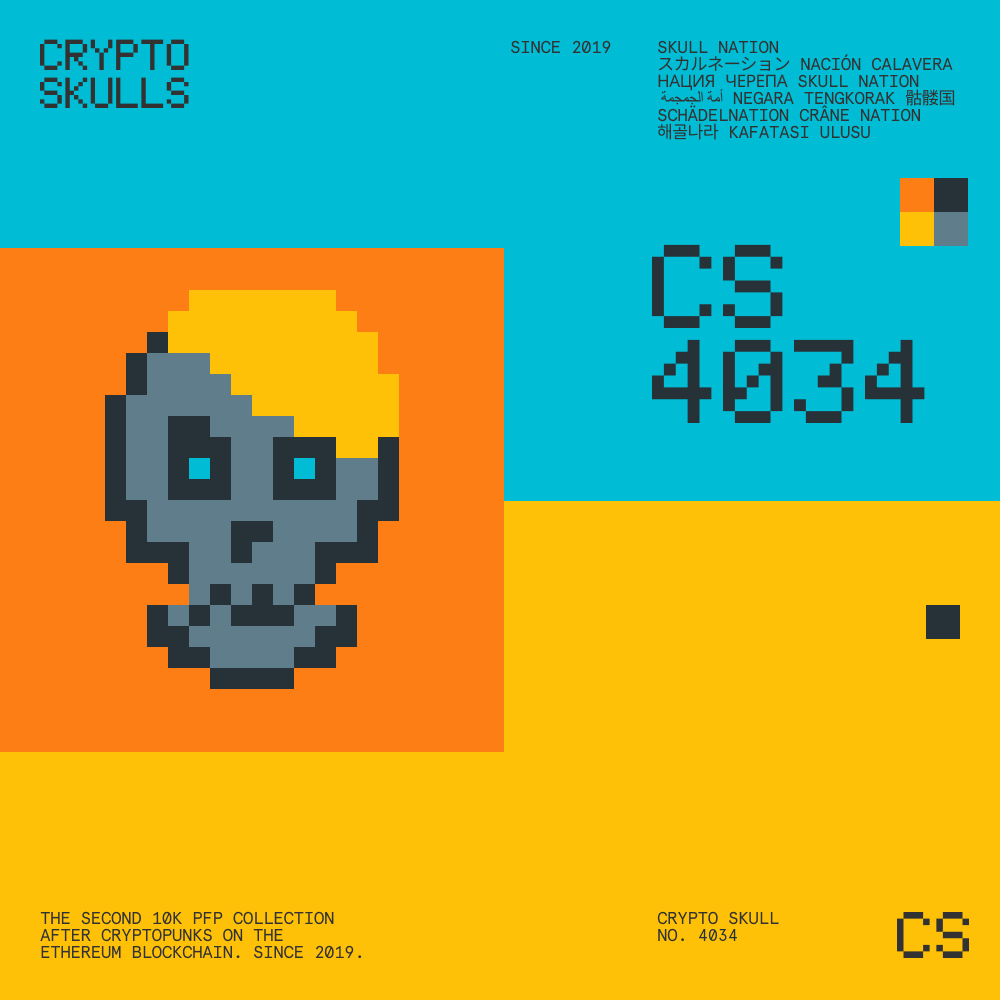 CRYPTO
SKULLS
SINCE 2019
SKULL NATION
スカルネーション NACIÓN CALAVERA
НАЦИЯ ЧЕРЕПА SKULL NATION
أمة الجمجمة NEGARA TENGKORAK 骷髅国
SCHÄDELNATION CRÂNE NATION
해골나라 KAFATASI ULUSU
CS
4034
THE SECOND 10K PFP COLLECTION
AFTER CRYPTOPUNKS ON THE
ETHEREUM BLOCKCHAIN. SINCE 2019.
CRYPTO SKULL
NO. 4034
CS